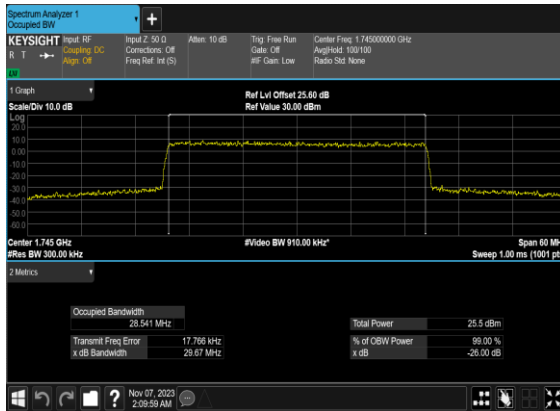 Spectrum Analyzer 1
Occupied BW
+
KEYSIGHT Input: RF Input Z: 50 Ω Atten: 10 dB Trig: Free Run Center Freq: 1.745000000 GHz
R T Coupling: DC Corrections: Off Gate: Off Avg|Hold: 100/100
Align: Off Freq Ref: Int (S) #IF Gain: Low Radio Std: None
1 Graph
Ref Lvl Offset 25.60 dB
Scale/Div 10.0 dB Ref Value 30.00 dBm
Log
20.0
10.0
0.00
-10.0
-20.0
-30.0
-40.0
-50.0
-60.0
Center 1.745 GHz #Video BW 910.00 kHz* Span 60 MH
#Res BW 300.00 kHz Sweep 1.00 ms (1001 pt
2 Metrics
Occupied Bandwidth
28.541 MHz Total Power 25.5 dBm
Transmit Freq Error 17.766 kHz % of OBW Power 99.00 %
x dB Bandwidth 29.67 MHz x dB -26.00 dB
? Nov 07, 2023
2:09:59 AM